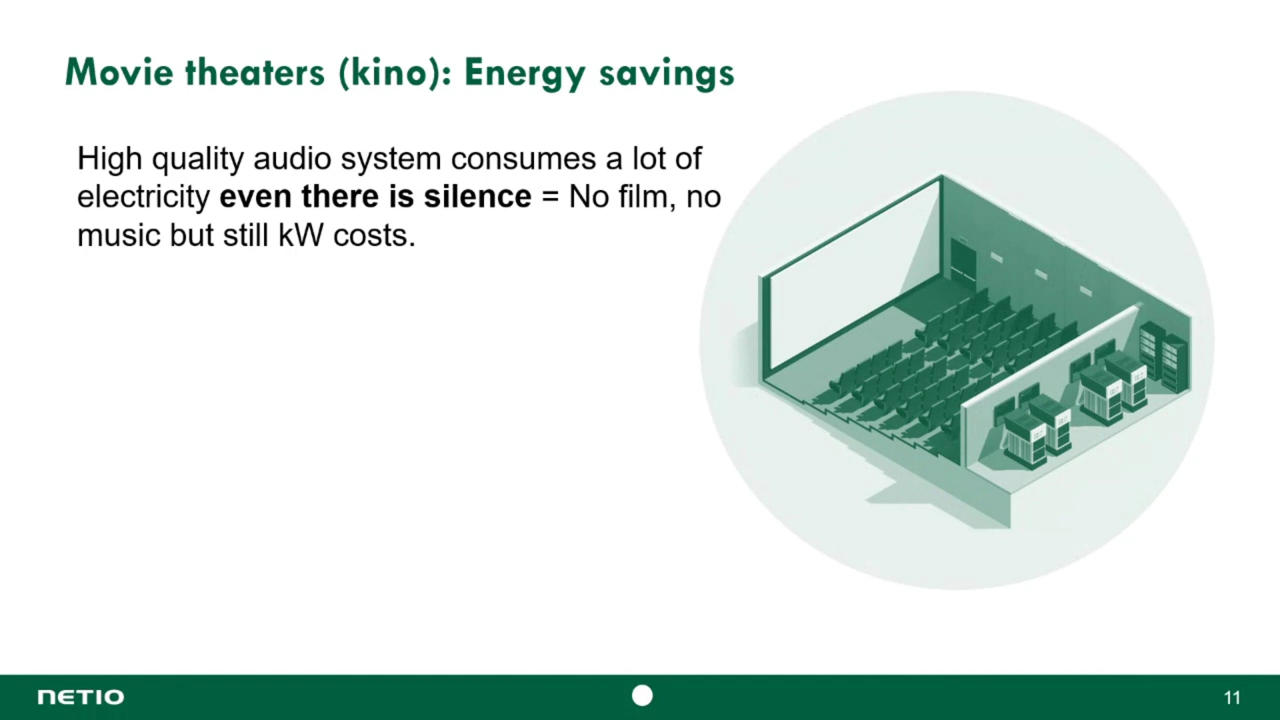 Movie theaters (kino): Energy savings
High quality audio system consumes a lot of
electricity even there is silence = No film, no
music but still kW costs.
NETIO
11